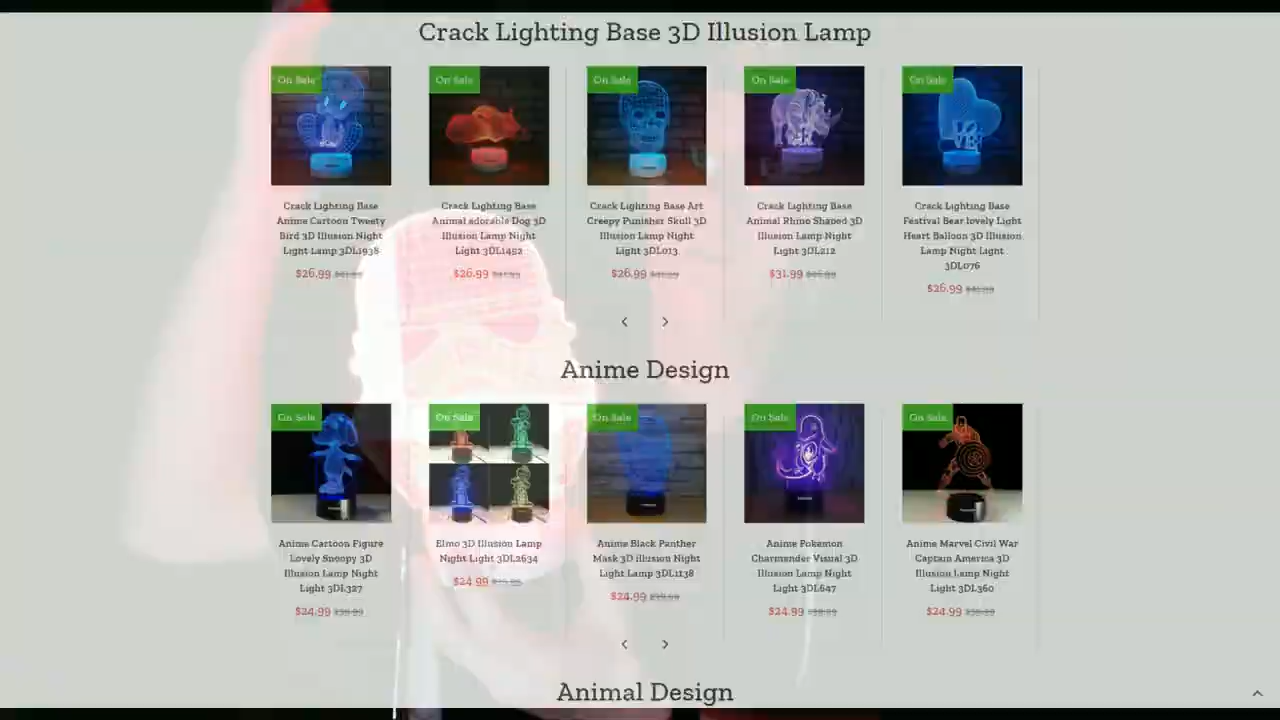 Crack Lighting Base 3D Illusion Lamp
On Sale
On Sale
On Sale
On Sale
On Sale
Crack Lighting Base
Anime Cartoon Tweety
Bird 3D Illusion Night
Light Lamp 3DL1938
$26.99
Crack Lighting Base
Animal adorable Dog 3D
Illusion Lamp Night
Light 3DL1492
$26.99
Crack Lighting Base Art
Creepy Punisher Skull 3D
Illusion Lamp Night
Light 3DL013
$26.99
Crack Lighting Base
Animal Rhino Shaped 3D
Illusion Lamp Night
Light 3DL212
$31.99
Crack Lighting Base
Festival Bear lovely Light
Heart Balloon 3D Illusion
Lamp Night Light
3DL076
$26.99
Anime Design
On Sale
On Sale
On Sale
On Sale
On Sale
Anime Cartoon Figure
Lovely Snoopy 3D
Illusion Lamp Night
Light 3DL327
$24.99
Elmo 3D Illusion Lamp
Night Light 3DL2634
$24.99
Anime Black Panther
Mask 3D illusion Night
Light Lamp 3DL1138
$24.99
Anime Pokemon
Charmander Visual 3D
Illusion Lamp Night
Light 3DL647
$24.99
Anime Marvel Civil War
Captain America 3D
Illusion Lamp Night
Light 3DL360
$24.99
Animal Design